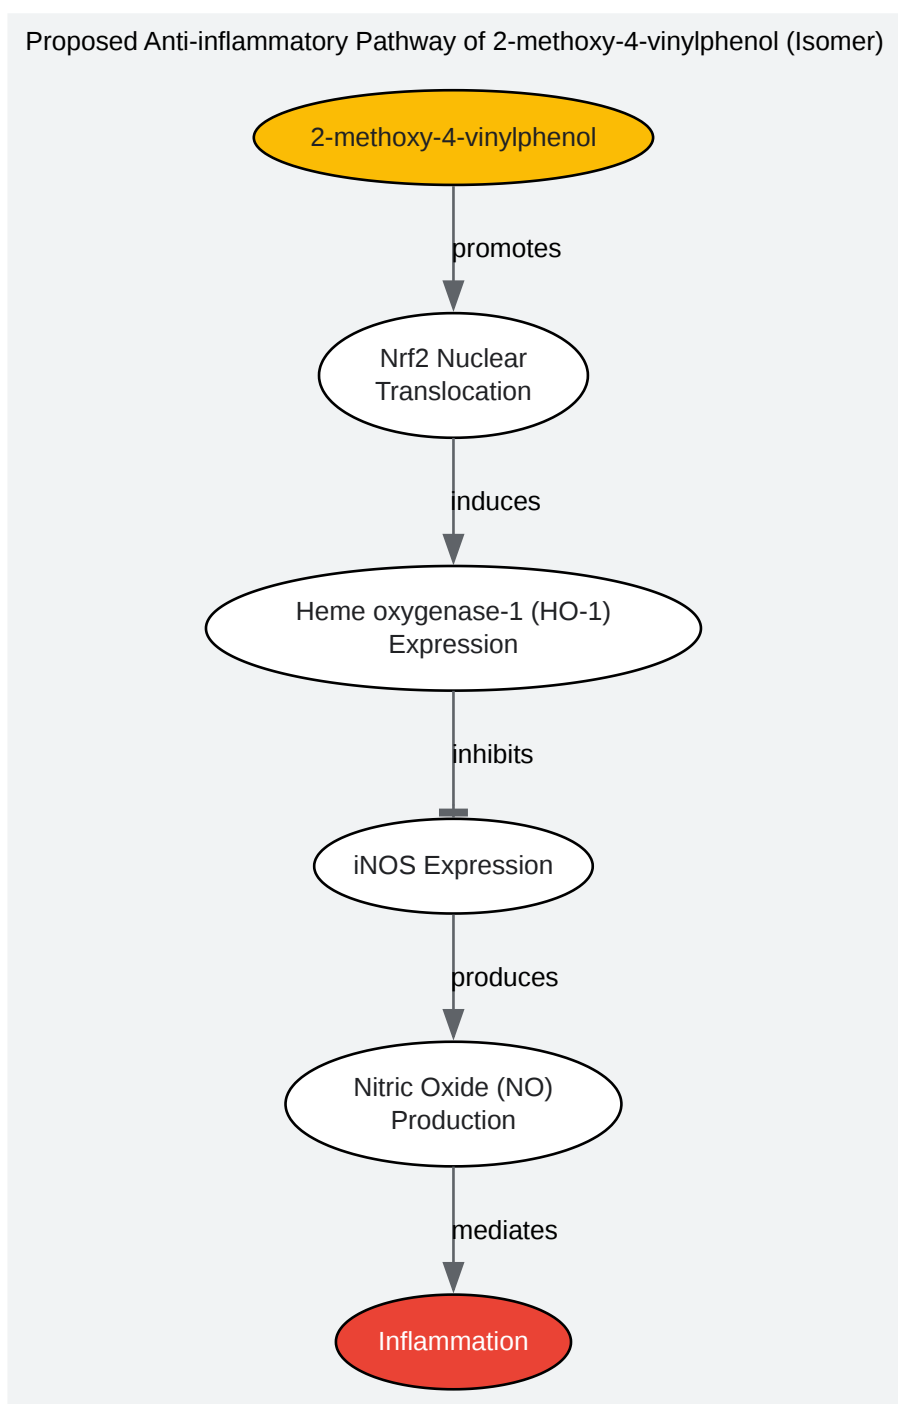 Proposed Anti-inflammatory Pathway of 2-methoxy-4-vinylphenol (Isomer)
2-methoxy-4-vinylphenol
promotes
Nrf2 Nuclear
Translocation
induces
Heme oxygenase-1 (HO-1)
Expression
inhibits
iNOS Expression
produces
Nitric Oxide (NO)
Production
mediates
Inflammation